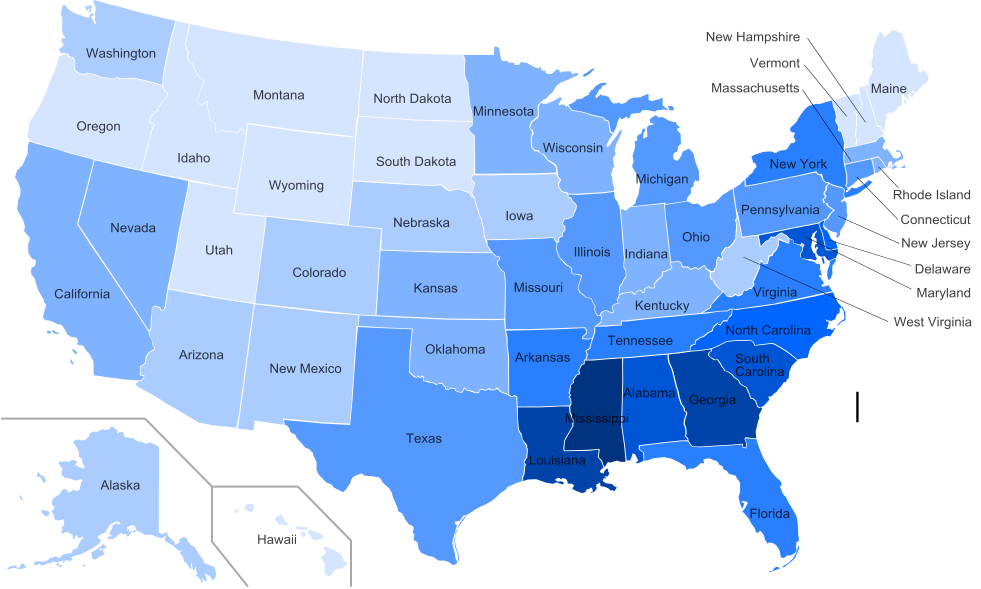 New Hampshire
Washington
Vermont
Massachusetts
Maine
Montana
North Dakota
Minnesota
Oregon
Wisconsin
Idaho
South Dakota
New York
Michigan
Wyoming
Rhode Island
Iowa
Pennsylvania
Nebraska
Connecticut
Nevada
Ohio
New Jersey
Utah
Illinois
Indiana
Colorado
Delaware
Kansas
Missouri
Virginia
Maryland
California
Kentucky
West Virginia
North Carolina
Tennessee
Oklahoma
Arizona
Arkansas
South
Carolina
New Mexico
Alabama
Georgia
Mississippi
Texas
Louisiana
Alaska
Florida
Hawaii